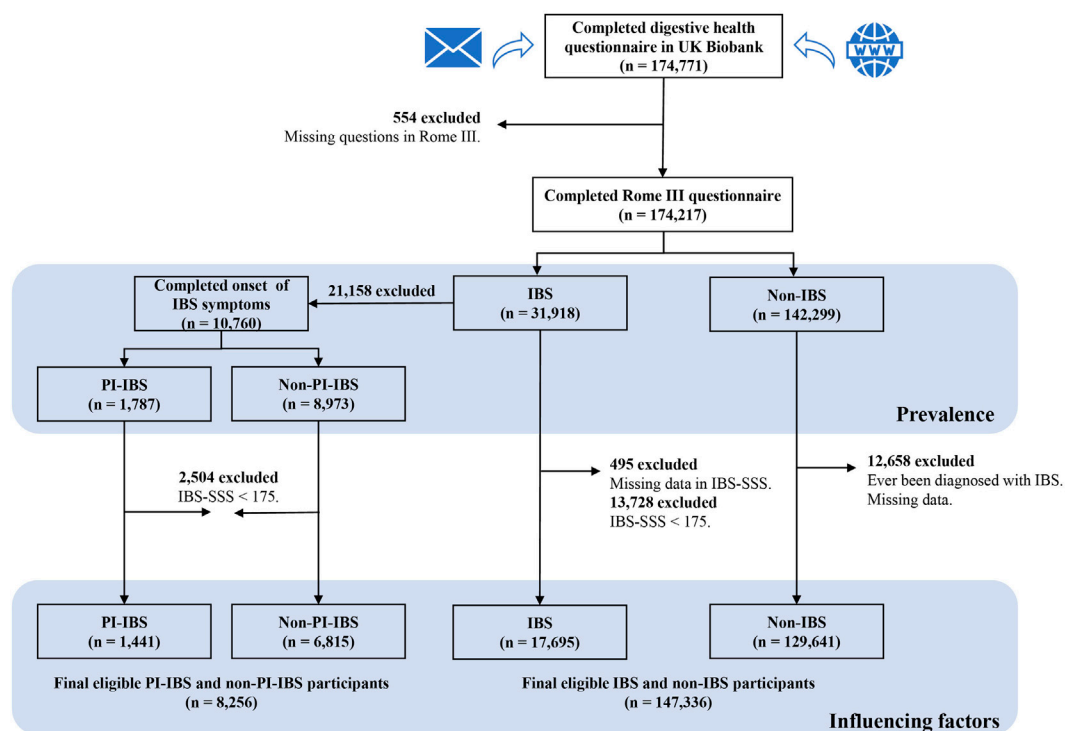 Completed digestive health
questionnaire in UK Biobank
(n = 174,771)
WWW
554 excluded
Missing questions in Rome III.
Completed Rome III questionnaire
(n = 174,217)
Completed onset of
IBS symptoms
(n = 10,760)
21,158 excluded
IBS
(n = 31,918)
Non-IBS
(n = 142,299)
PI-IBS
(n = 1,787)
Non-PI-IBS
(n = 8,973)
Prevalence
2,504 excluded
IBS-SSS < 175.
495 excluded
Missing data in IBS-SSS.
13,728 excluded
IBS-SSS < 175.
12,658 excluded
Ever been diagnosed with IBS.
Missing data.
PI-IBS
(n = 1,441)
Non-PI-IBS
(n = 6,815)
IBS
(n = 17,695)
Non-IBS
(n = 129,641)
Final eligible PI-IBS and non-PI-IBS participants
(n = 8,256)
Final eligible IBS and non-IBS participants
(n = 147,336)
Influencing factors